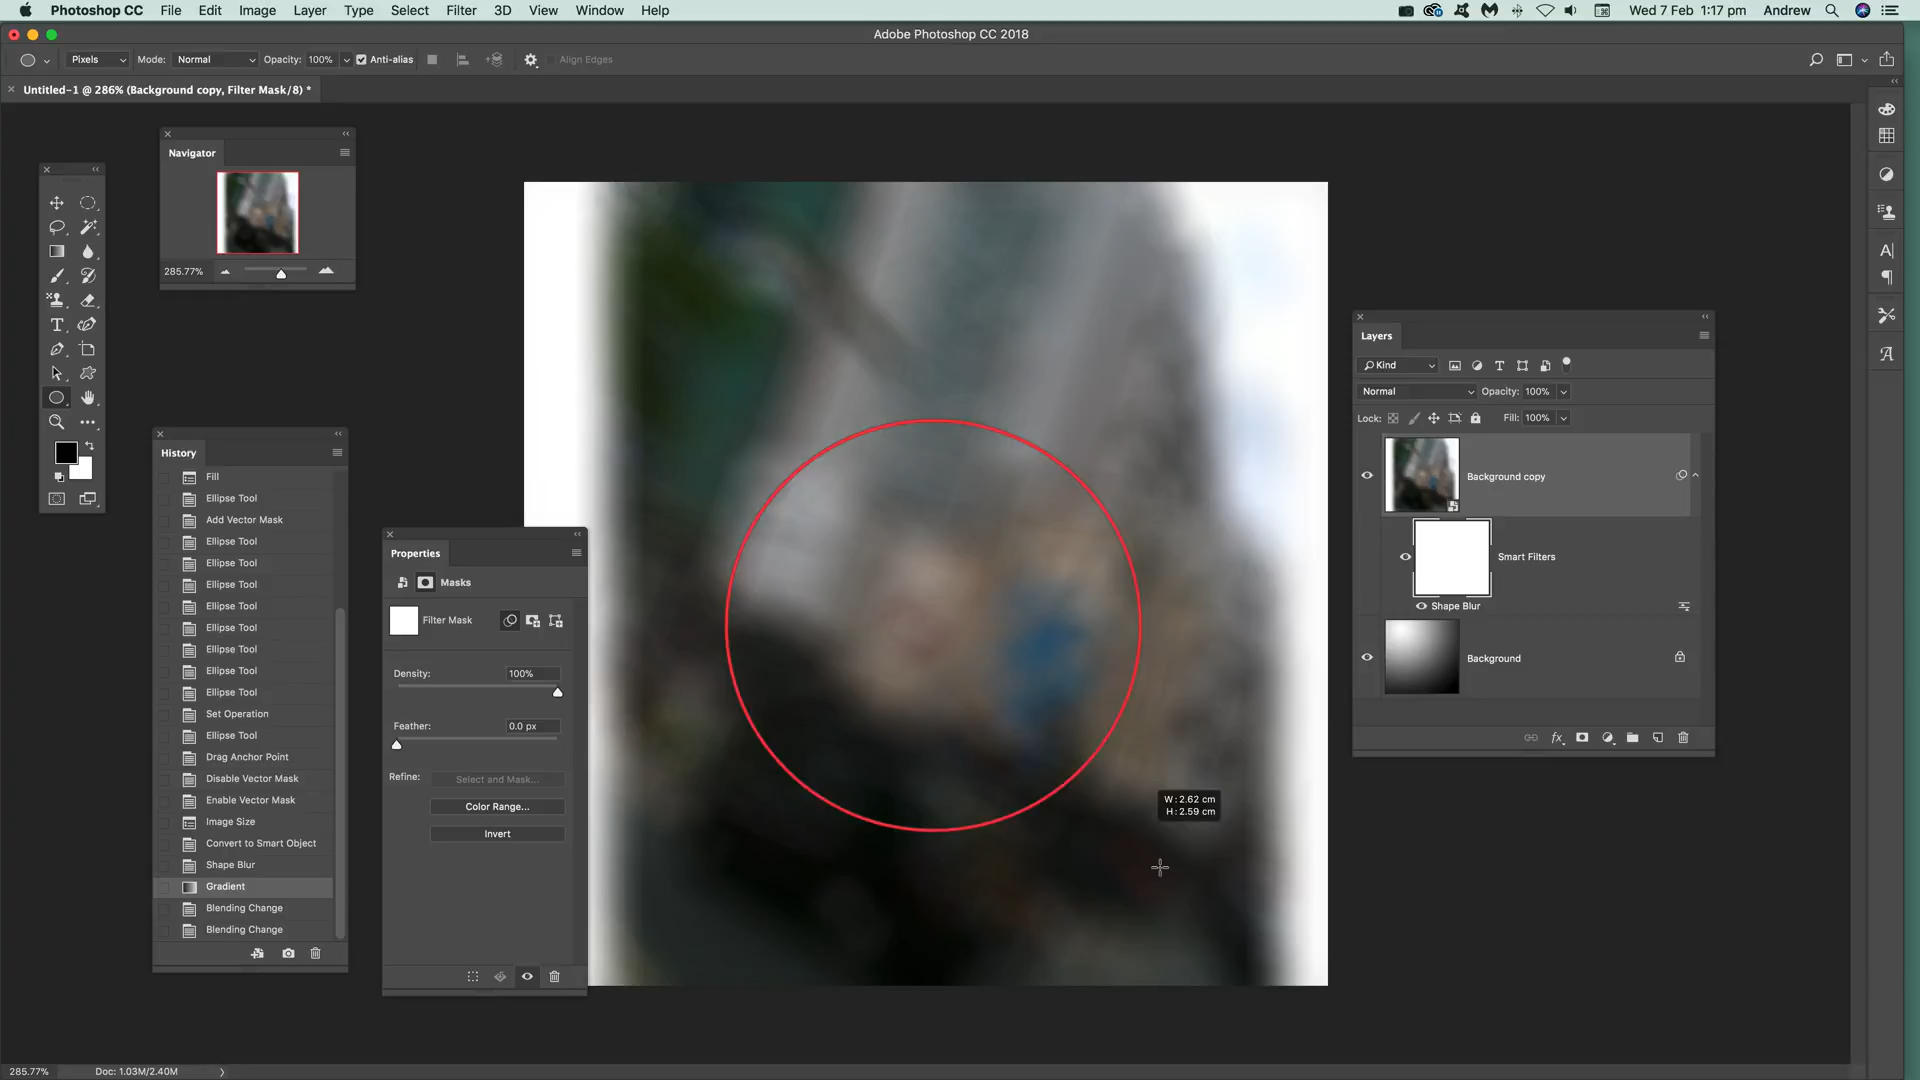 Photoshop CC File Edit Image Layer Type Select Filter 3D View Window Help Wed 7 Feb 1:17 pm Andrew
Adobe Photoshop CC 2018
Pixels Mode: Normal Opacity: 100% Anti-alias Align Edges
Untitled-1 @ 286% (Background copy, Filter Mask/8) *
Navigator
285.77%
History
Fill
Ellipse Tool
Add Vector Mask
Ellipse Tool
Ellipse Tool
Ellipse Tool
Ellipse Tool
Ellipse Tool
Ellipse Tool
Ellipse Tool
Ellipse Tool
Set Operation
Ellipse Tool
Drag Anchor Point
Disable Vector Mask
Enable Vector Mask
Image Size
Convert to Smart Object
Shape Blur
Gradient
Blending Change
Blending Change
Properties
Masks
Filter Mask
Density: 100%
Feather: 0.0 px
Refine: Select and Mask...
Color Range...
Invert
W: 2.62 cm
H: 2.59 cm
Layers
Kind
Normal Opacity: 100%
Lock: Fill: 100%
Background copy
Smart Filters
Shape Blur
Background
285.77% Doc: 1.03M/2.40M